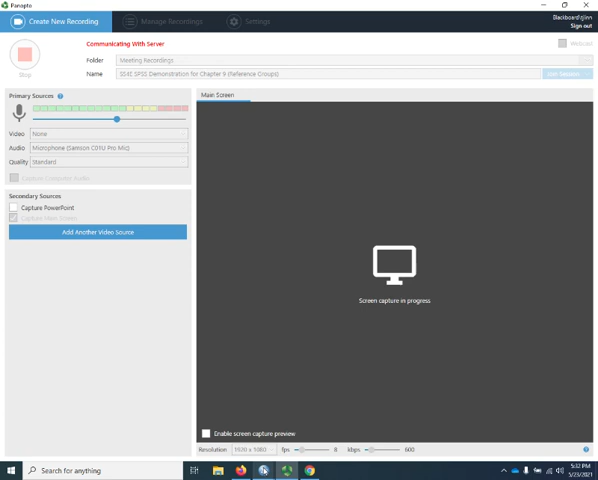 Panopto
Create New Recording
Manage Recordings
Settings
Blackboard\rjinn
Sign out
Communicating With Server
Webcast
Folder
Meeting Recordings
Stop
Name
SS4E SPSS Demonstration for Chapter 9 (Reference Groups)
Join Session
Primary Sources
Main Screen
Video
None
Audio
Microphone (Samson C01U Pro Mic)
Quality
Standard
Capture Computer Audio
Secondary Sources
Capture PowerPoint
Capture Main Screen
Add Another Video Source
Screen capture in progress
Enable screen capture preview
Resolution
1920 x 1080
fps
8
kbps
600
Search for anything
5:32 PM
5/23/2021